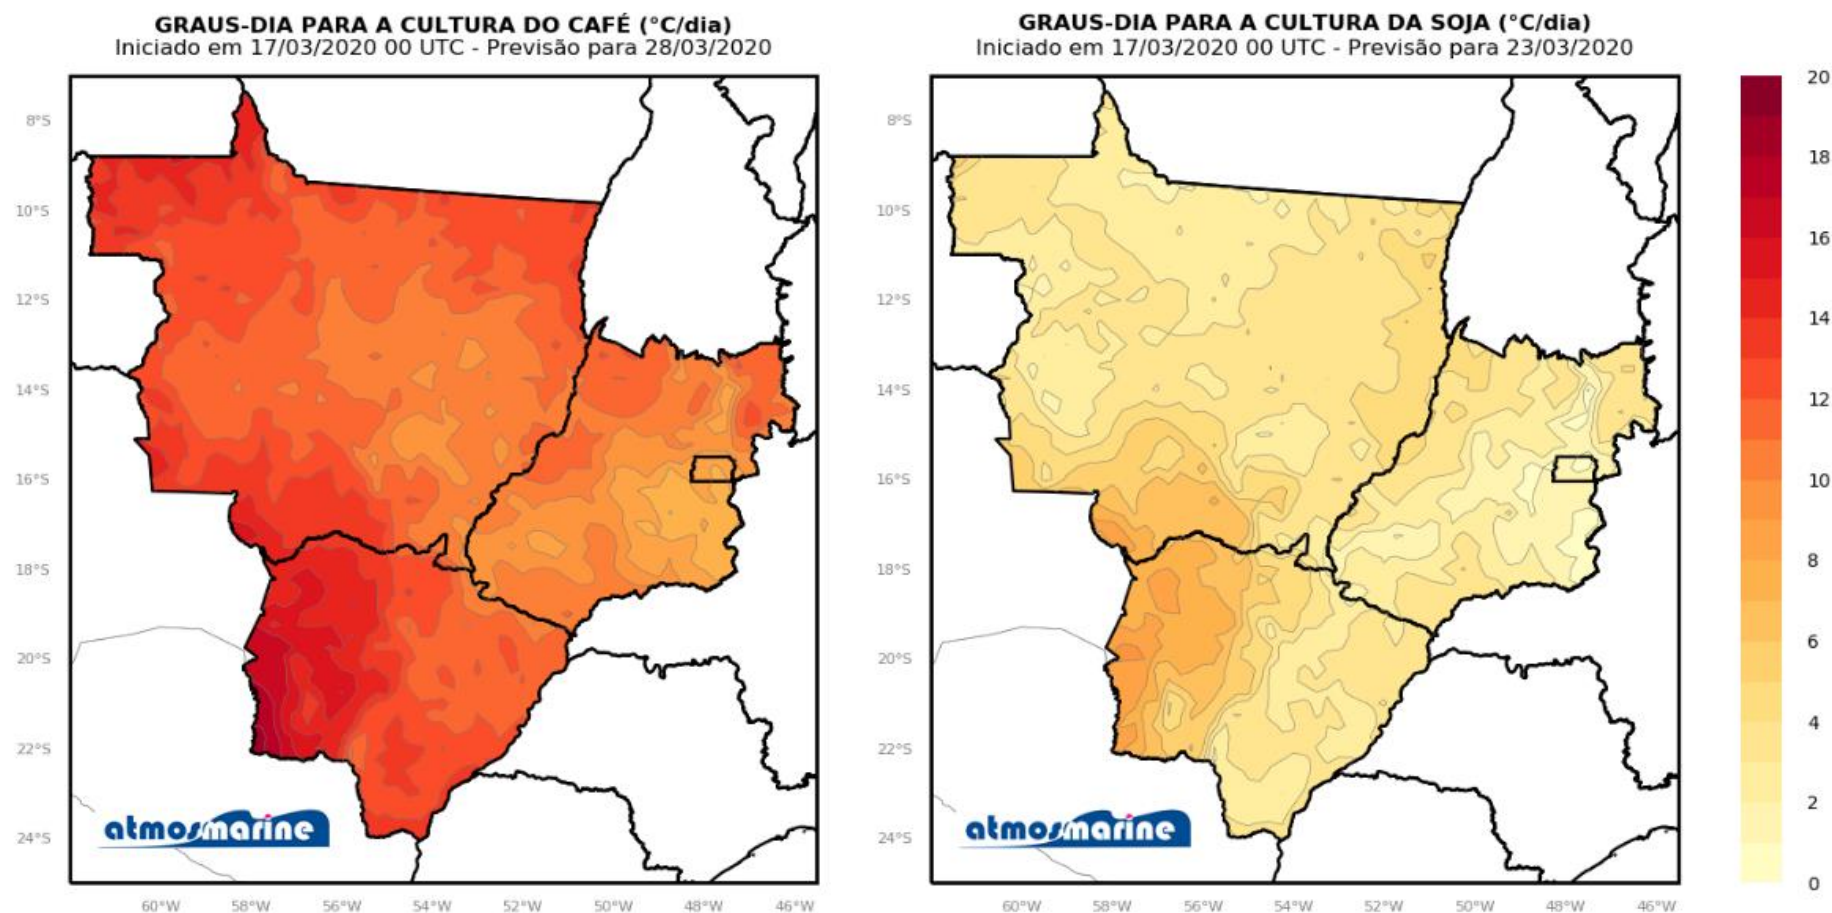 GRAUS-DIA PARA A CULTURA DO CAFÉ (°C/dia)
Iniciado em 17/03/2020 00 UTC - Previsão para 28/03/2020
8°S
10°S
12°S
14°S
16°S
18°S
20°S
22°S
24°S
60°W
58°W
56°W
54°W
52°W
50°W
48°W
46°W
atmosmarine
GRAUS-DIA PARA A CULTURA DA SOJA (°C/dia)
Iniciado em 17/03/2020 00 UTC - Previsão para 23/03/2020
8°S
10°S
12°S
14°S
16°S
18°S
20°S
22°S
24°S
60°W
58°W
56°W
54°W
52°W
50°W
48°W
46°W
atmosmarine
20
18
16
14
12
10
8
6
4
2
0